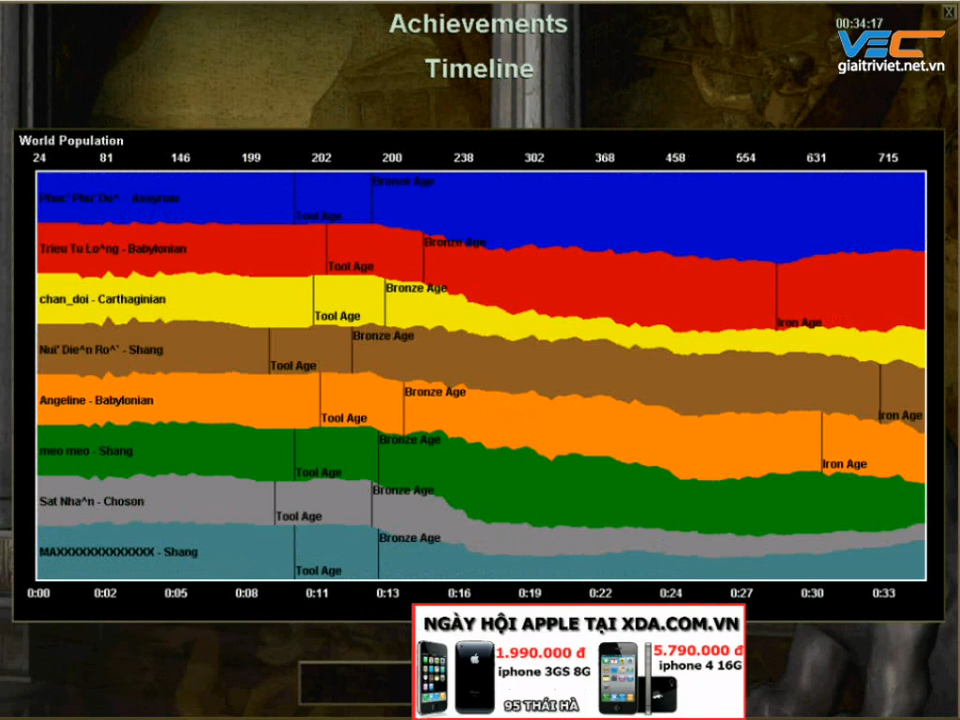 Achievements
00:34:17
VEC
giaitriviet.net.vn
Timeline
World Population
24 81 146 199 202 200 238 302 368 458 554 631 715
Bronze Age
Tool Age
Trieu Tu Lo^ng - Babylonian
Bronze Age
Tool Age
Iron Age
chan_doi - Carthaginian
Bronze Age
Tool Age
Nui' Die^n Ro^' - Shang
Bronze Age
Tool Age
Iron Age
Angeline - Babylonian
Bronze Age
Tool Age
Iron Age
meo meo - Shang
Bronze Age
Tool Age
Sat Nha^n - Choson
Bronze Age
Tool Age
MAXXXXXXXXXXXXX - Shang
Bronze Age
Tool Age
0:00 0:02 0:05 0:08 0:11 0:13 0:16 0:19 0:22 0:24 0:27 0:30 0:33
NGÀY HỘI APPLE TẠI XDA.COM.VN
1.990.000 đ
iphone 3GS 8G
5.790.000 đ
iphone 4 16G
95 THÁI HÀ